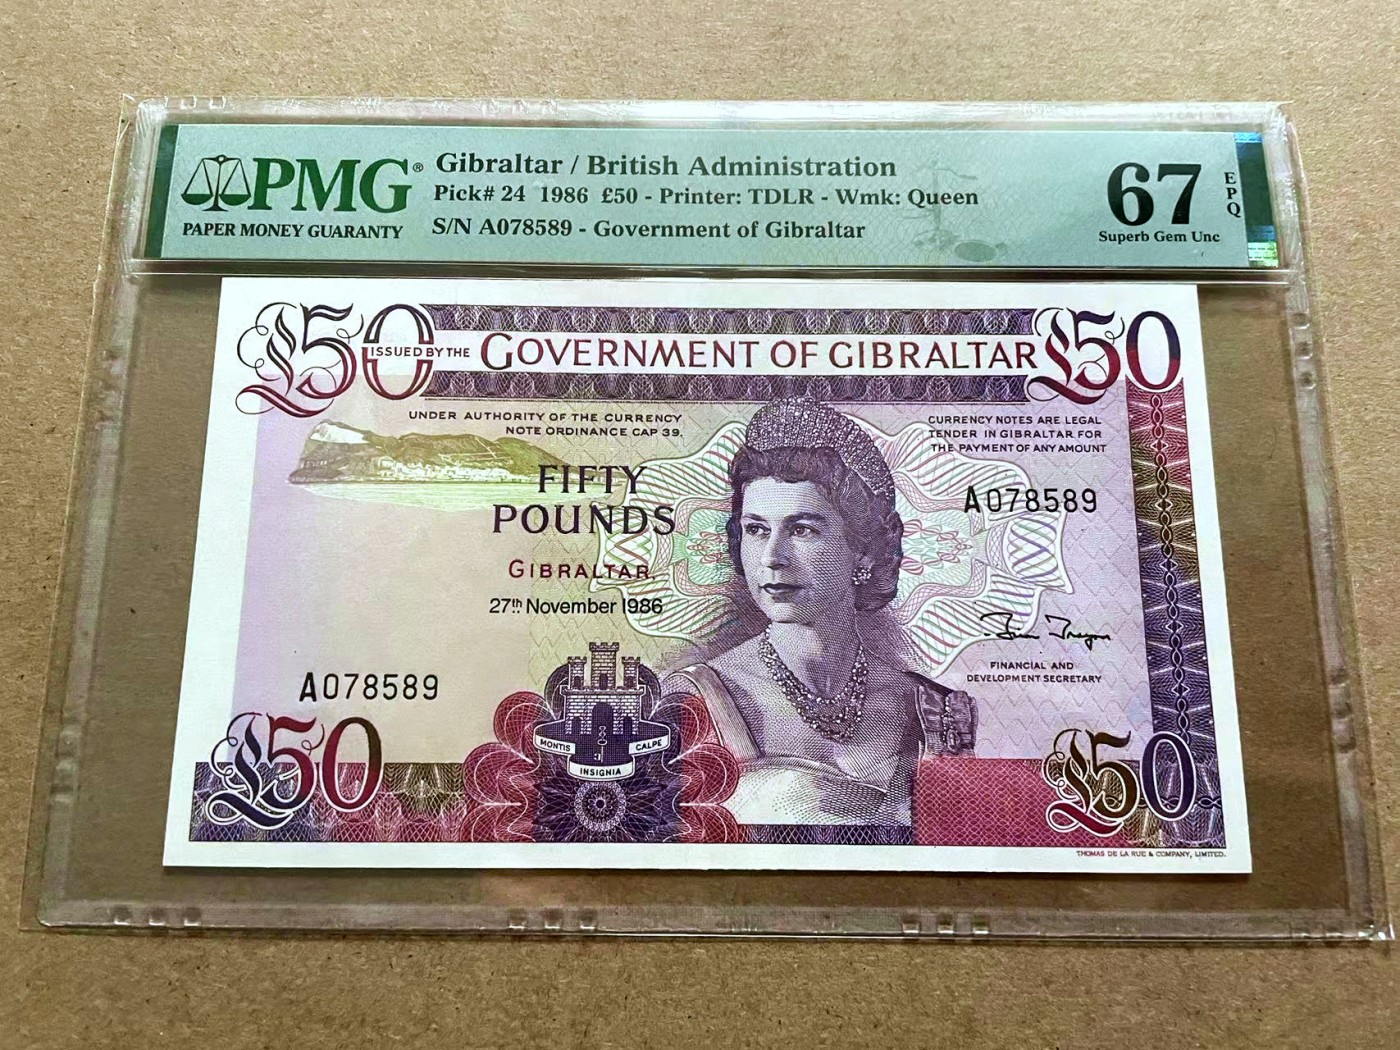 PMG®
PAPER MONEY GUARANTY
Gibraltar / British Administration
Pick# 24 1986 £50 - Printer: TDLR - Wmk: Queen
S/N A078589 - Government of Gibraltar
67
EPQ
Superb Gem Unc
£50
ISSUED BY THE GOVERNMENT OF GIBRALTAR
£50
UNDER AUTHORITY OF THE CURRENCY
NOTE ORDINANCE CAP 39.
CURRENCY NOTES ARE LEGAL
TENDER IN GIBRALTAR FOR
THE PAYMENT OF ANY AMOUNT
FIFTY
POUNDS
A078589
GIBRALTAR,
27th November 1986
FINANCIAL AND
DEVELOPMENT SECRETARY
A078589
£50
MONTIS
CALPE
INSIGNIA
£50
THOMAS DE LA RUE & COMPANY, LIMITED.